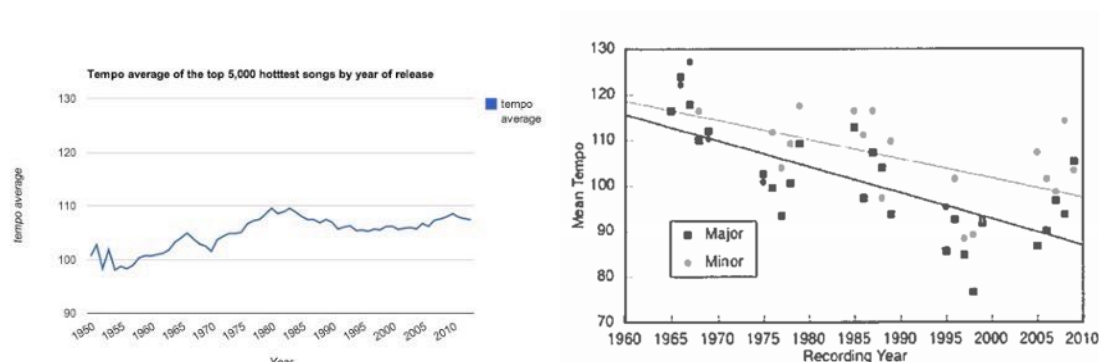 Tempo average of the top 5,000 hotttest songs by year of release
130
120
110
100
90
tempo average
tempo
average
1950 1955 1960 1965 1970 1975 1980 1985 1990 1995 2000 2005 2010
Year
130
120
110
100
90
80
70
Mean Tempo
Major
Minor
1960 1965 1970 1975 1980 1985 1990 1995 2000 2005 2010
Recording Year